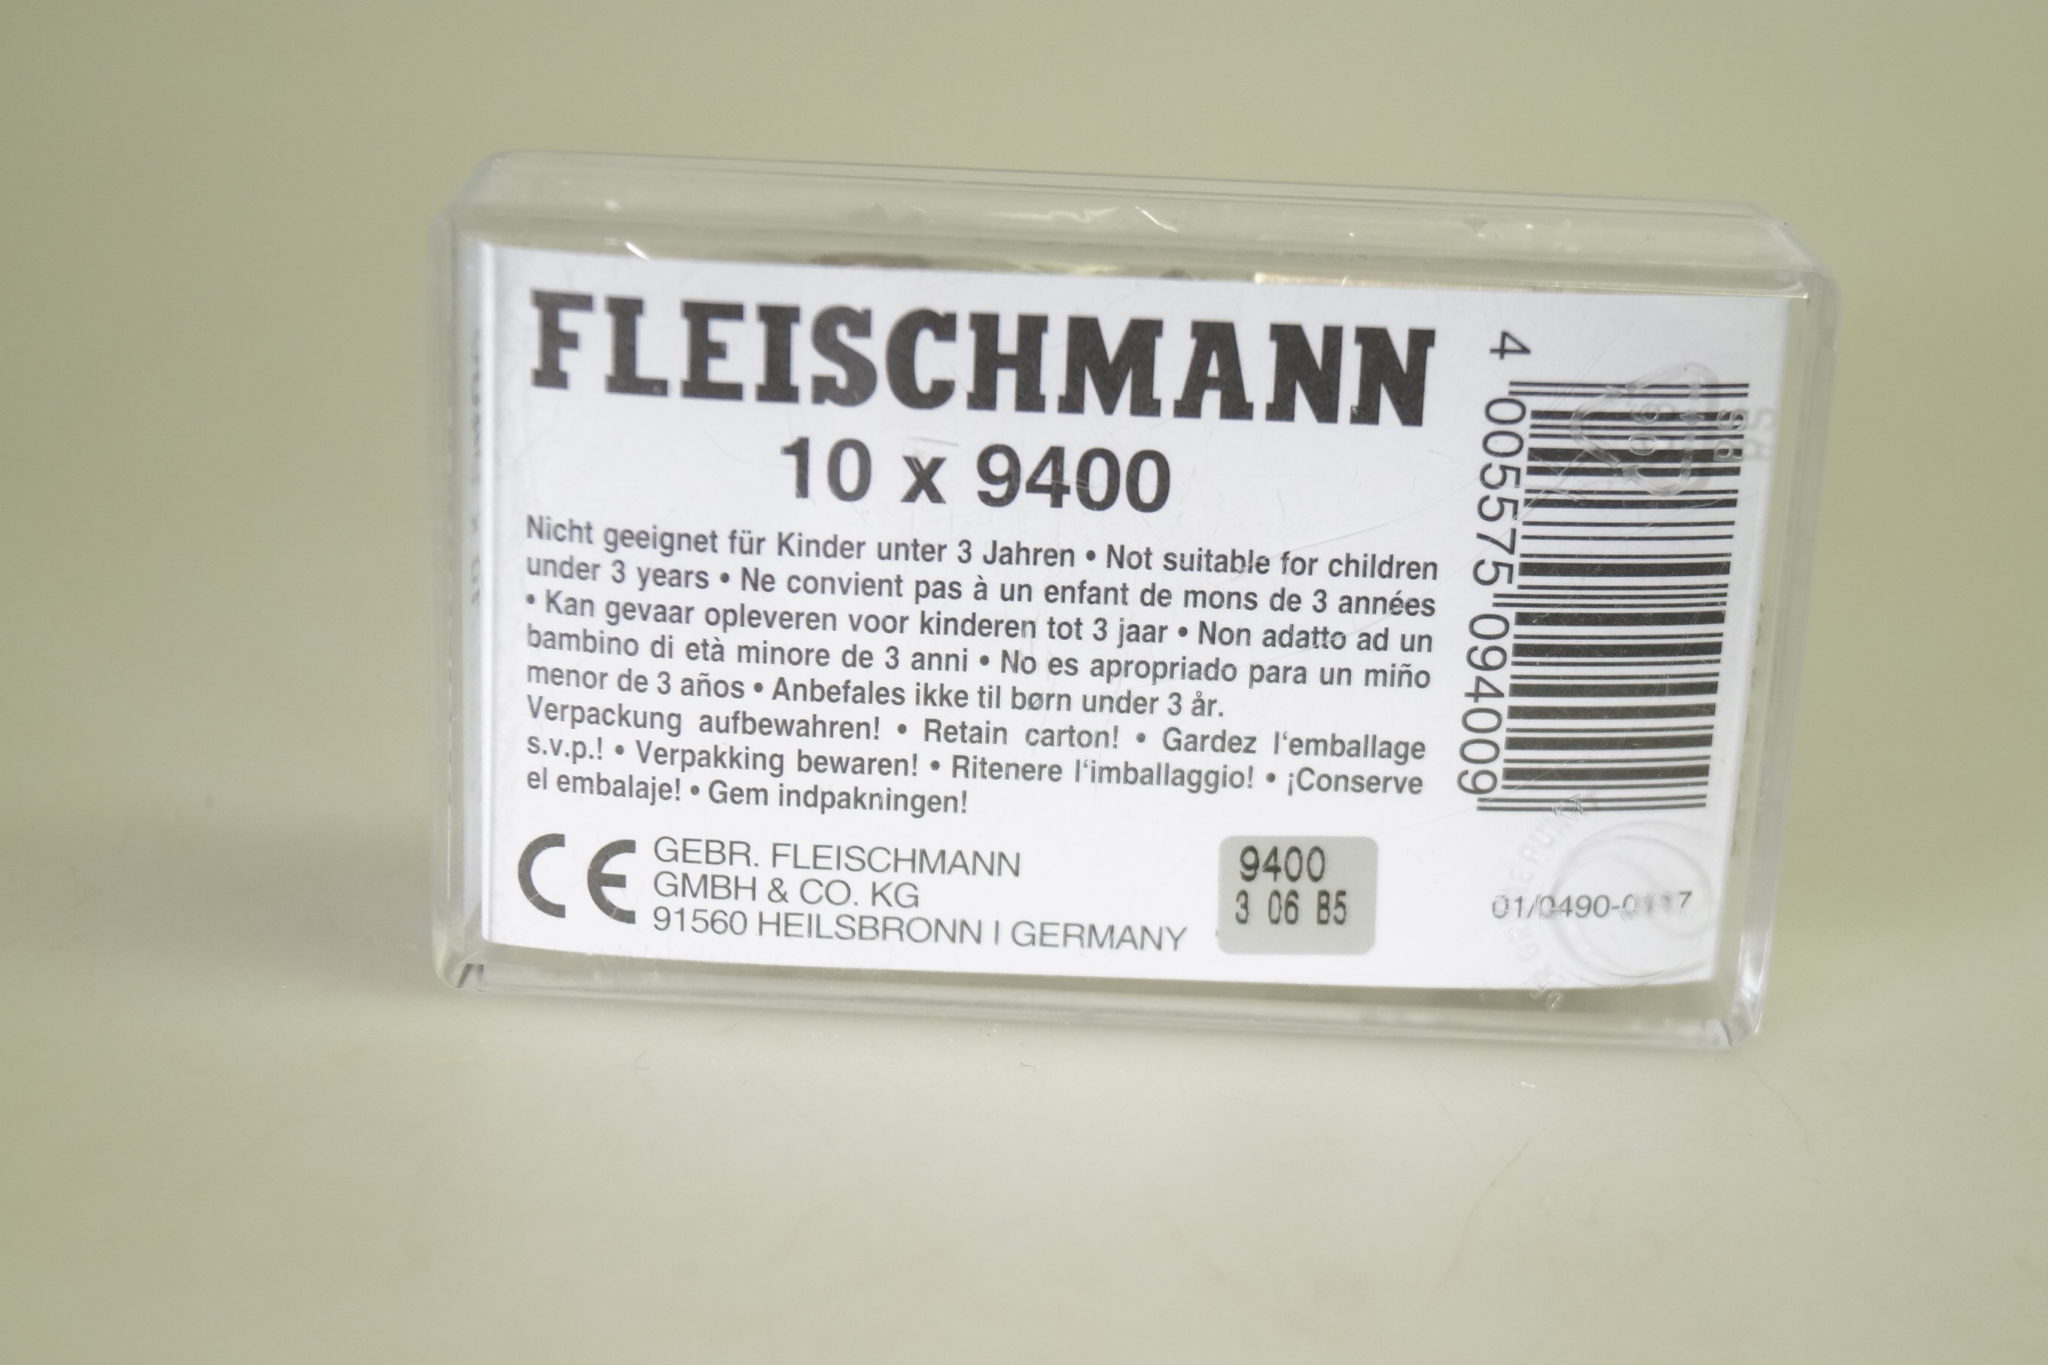 FLEISCHMANN
10 x 9400
Nicht geeignet für Kinder unter 3 Jahren • Not suitable for children
under 3 years • Ne convient pas à un enfant de mons de 3 années
• Kan gevaar opleveren voor kinderen tot 3 jaar • Non adatto ad un
bambino di età minore de 3 anni • No es apropriado para un miño
menor de 3 años • Anbefales ikke til børn under 3 år.
Verpackung aufbewahren! • Retain carton! • Gardez l‘emballage
s.v.p.! • Verpakking bewaren! • Ritenere l‘imballaggio! • ¡Conserve
el embalaje! • Gem indpakningen!
CE
GEBR. FLEISCHMANN
GMBH & CO. KG
91560 HEILSBRONN I GERMANY
9400
3 06 B5
4 005575 094009